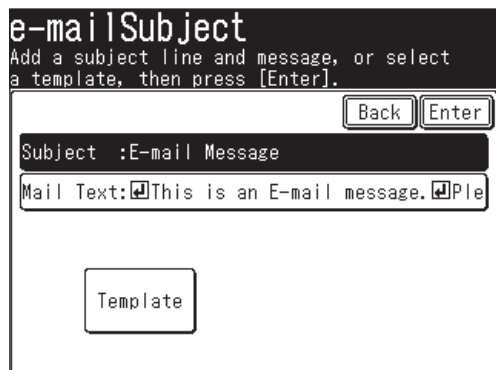 e-mailSubject
Add a subject line and message, or select
a template, then press [Enter].
Back Enter
Subject :E-mail Message
Mail Text:↵This is an E-mail message.↵Ple
Template